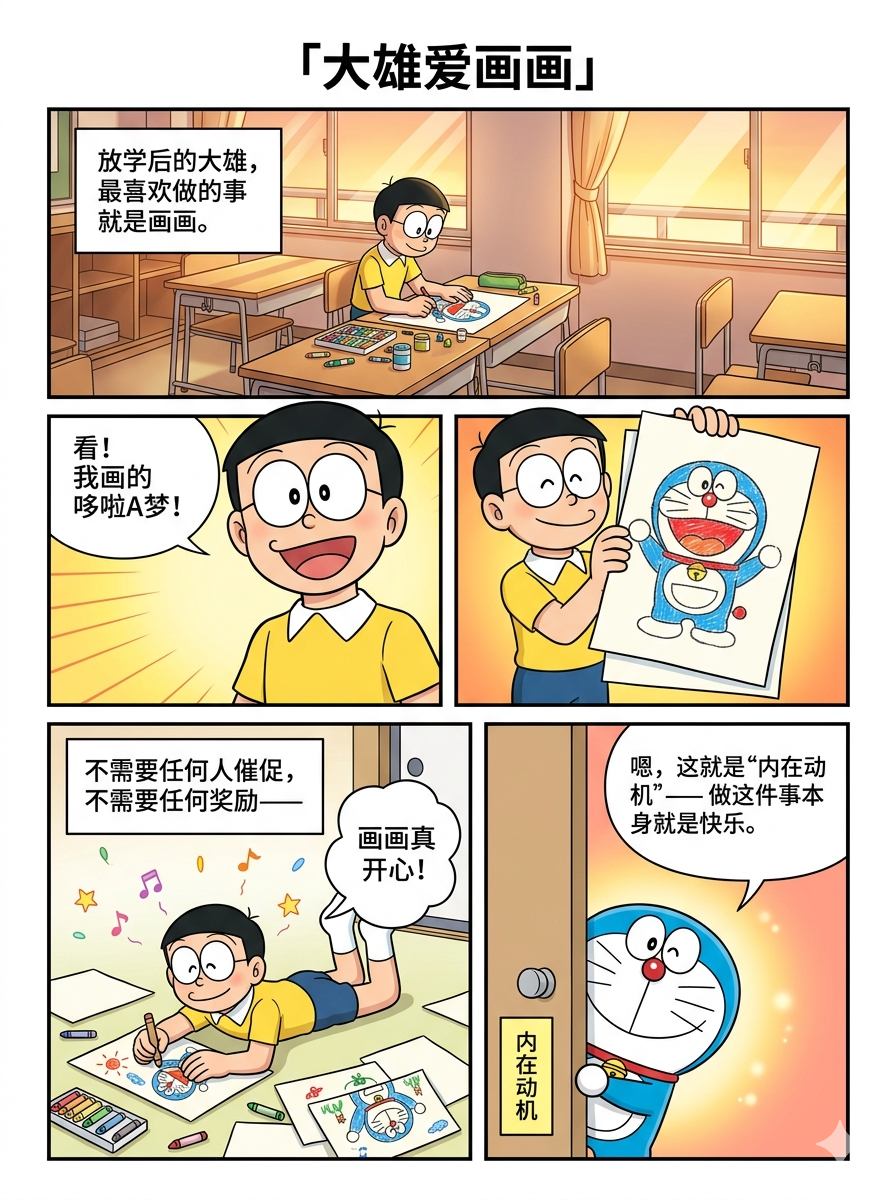 「大雄爱画画」
放学后的大雄，
最喜欢做的事
就是画画。
看！
我画的
哆啦A梦！
不需要任何人催促，
不需要任何奖励——
画画真
开心！
嗯，这就是“内在动
机”—— 做这件事本
身就是快乐。
内在动机